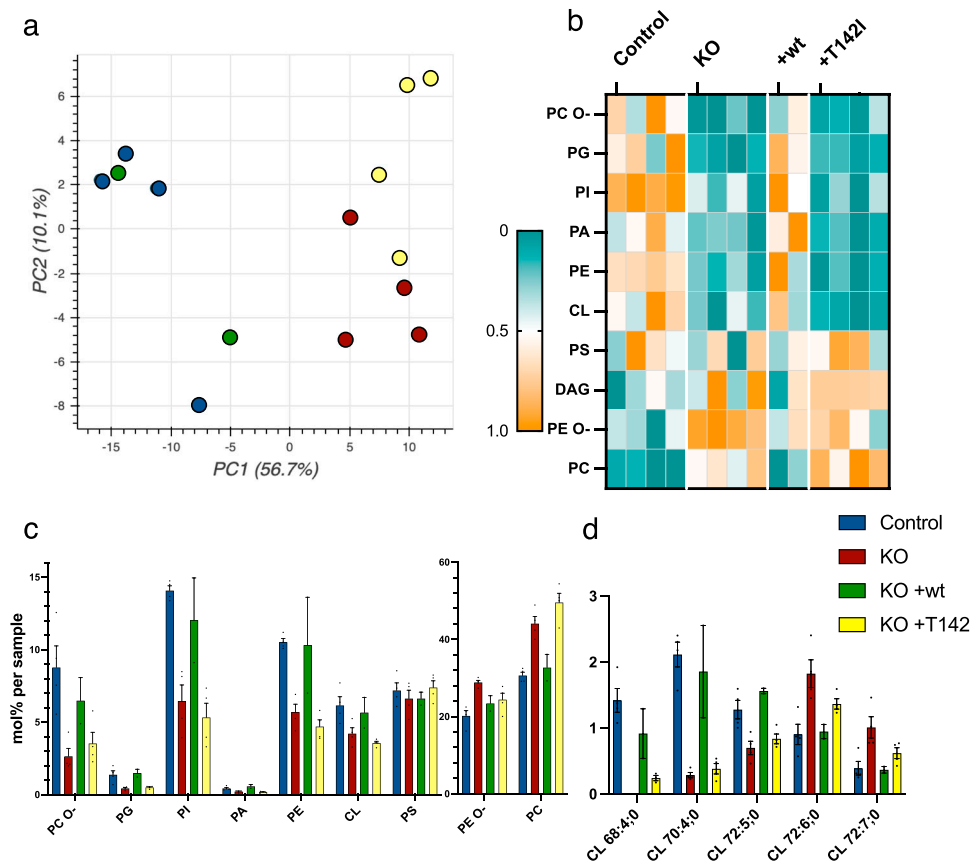 a
6
4
2
0
-2
-4
-6
-8
PC2 (10.1%)
-15
-10
-5
0
5
10
PC1 (56.7%)
b
Control
KO
+wt
+T142I
0
0.5
1.0
PC O-
PG
PI
PA
PE
CL
PS
DAG
PE O-
PC
c
mol% per sample
15
10
5
0
PC O-
PG
PI
PA
PE
CL
PS
60
40
20
0
PE O-
PC
d
Control
KO
KO +wt
KO +T142
3
2
1
0
CL 68:4;0
CL 70:4;0
CL 72:5;0
CL 72:6;0
CL 72:7;0